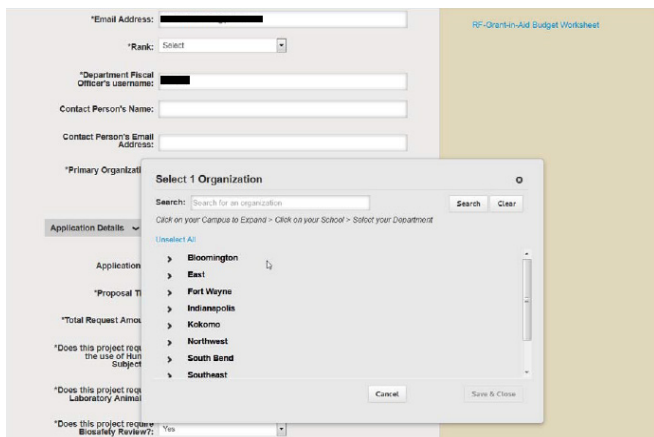 *Email Address:
RF-Grant-in-Aid Budget Worksheet
*Rank: Select
*Department Fiscal
Officer's username:
Contact Person's Name:
Contact Person's Email
Address:
*Primary Organizati
Select 1 Organization
Search: Search for an organization
Search Clear
Click on your Campus to Expand > Click on your School > Select your Department
Unselect All
Bloomington
East
Fort Wayne
Indianapolis
Kokomo
Northwest
South Bend
Southeast
Cancel Save & Close
Application Details
Application
*Proposal Ti
*Total Request Amou
*Does this project requ
the use of Hum
Subject
*Does this project requ
Laboratory Animal
*Does this project require
Biosafety Review?: Yes